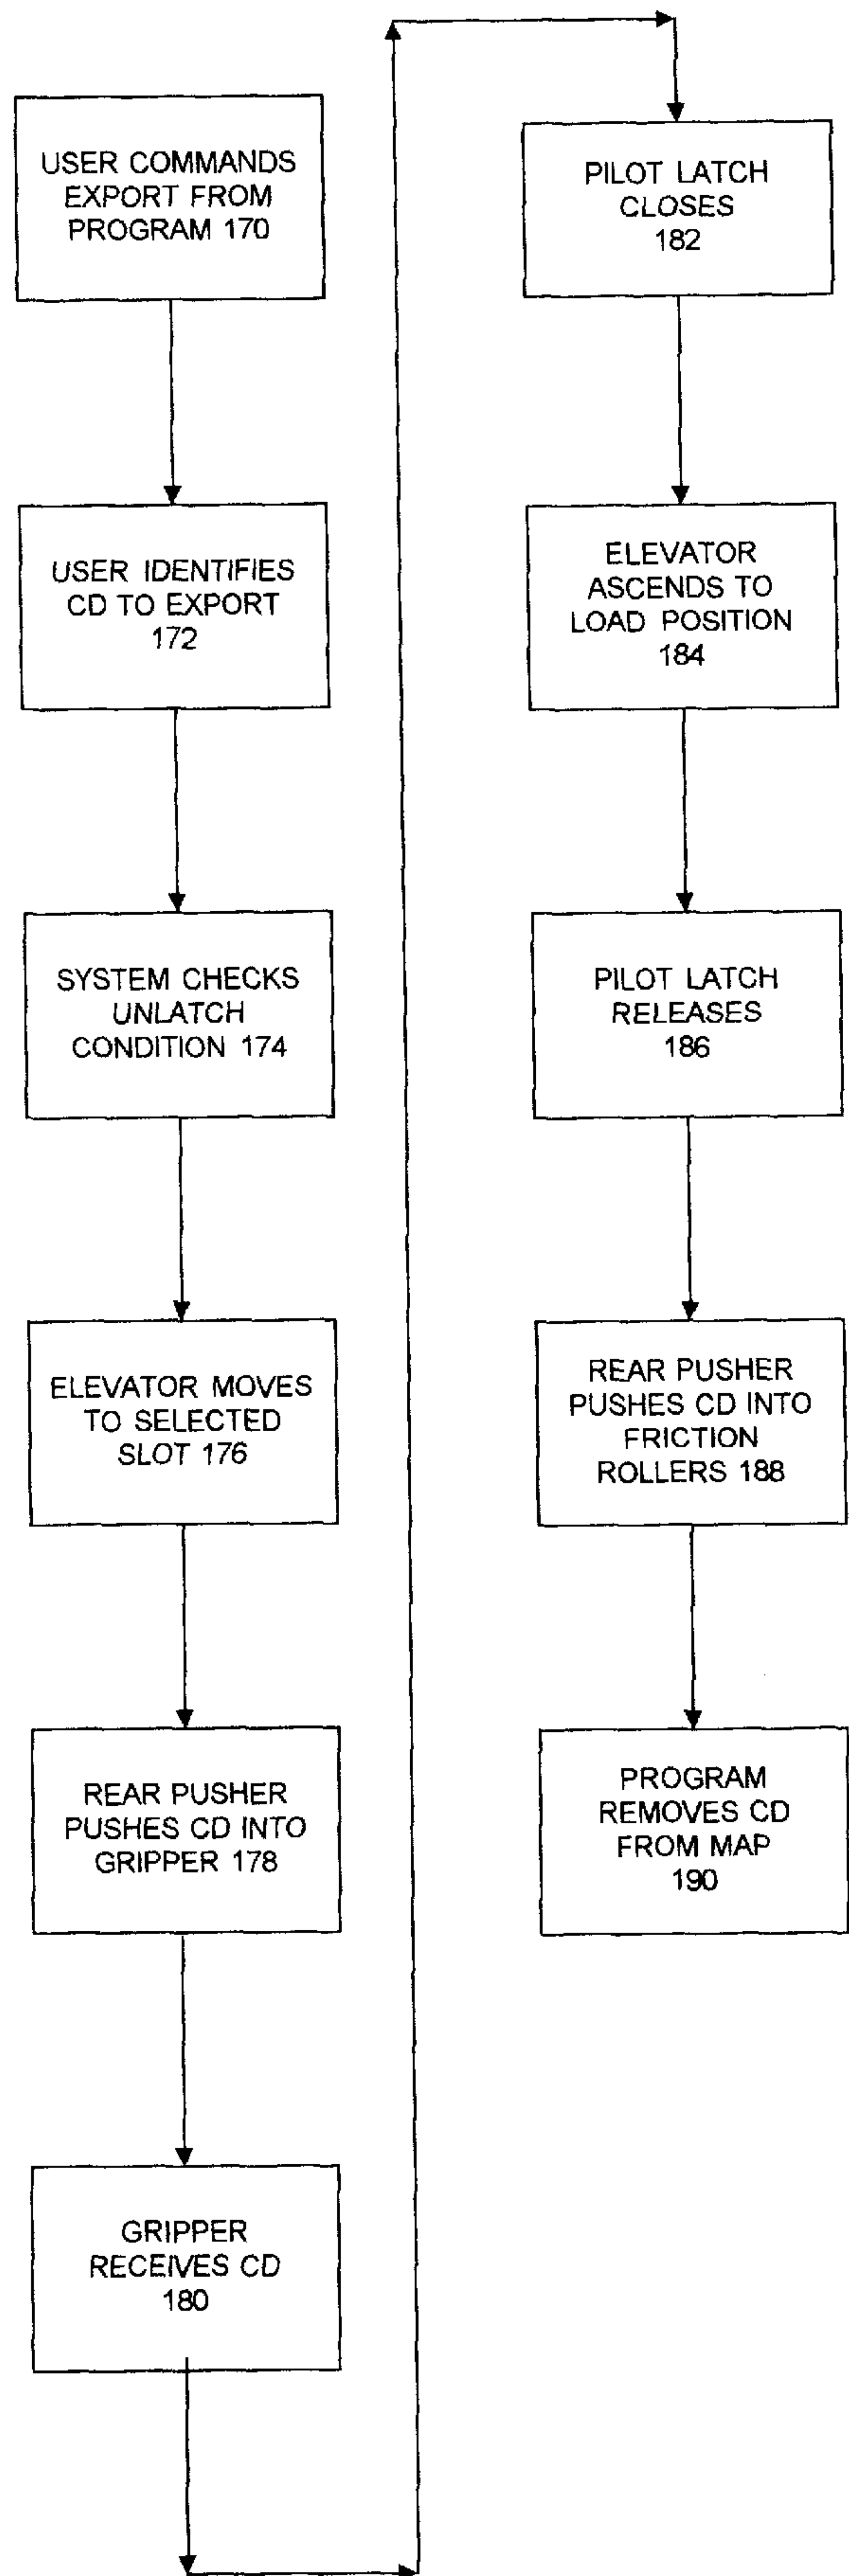 USER COMMANDS
EXPORT FROM
PROGRAM 170
USER IDENTIFIES
CD TO EXPORT
172
SYSTEM CHECKS
UNLATCH
CONDITION 174
ELEVATOR MOVES
TO SELECTED
SLOT 176
REAR PUSHER
PUSHES CD INTO
GRIPPER 178
GRIPPER
RECEIVES CD
180
PILOT LATCH
CLOSES
182
ELEVATOR
ASCENDS TO
LOAD POSITION
184
PILOT LATCH
RELEASES
186
REAR PUSHER
PUSHES CD INTO
FRICTION
ROLLERS 188
PROGRAM
REMOVES CD
FROM MAP
190